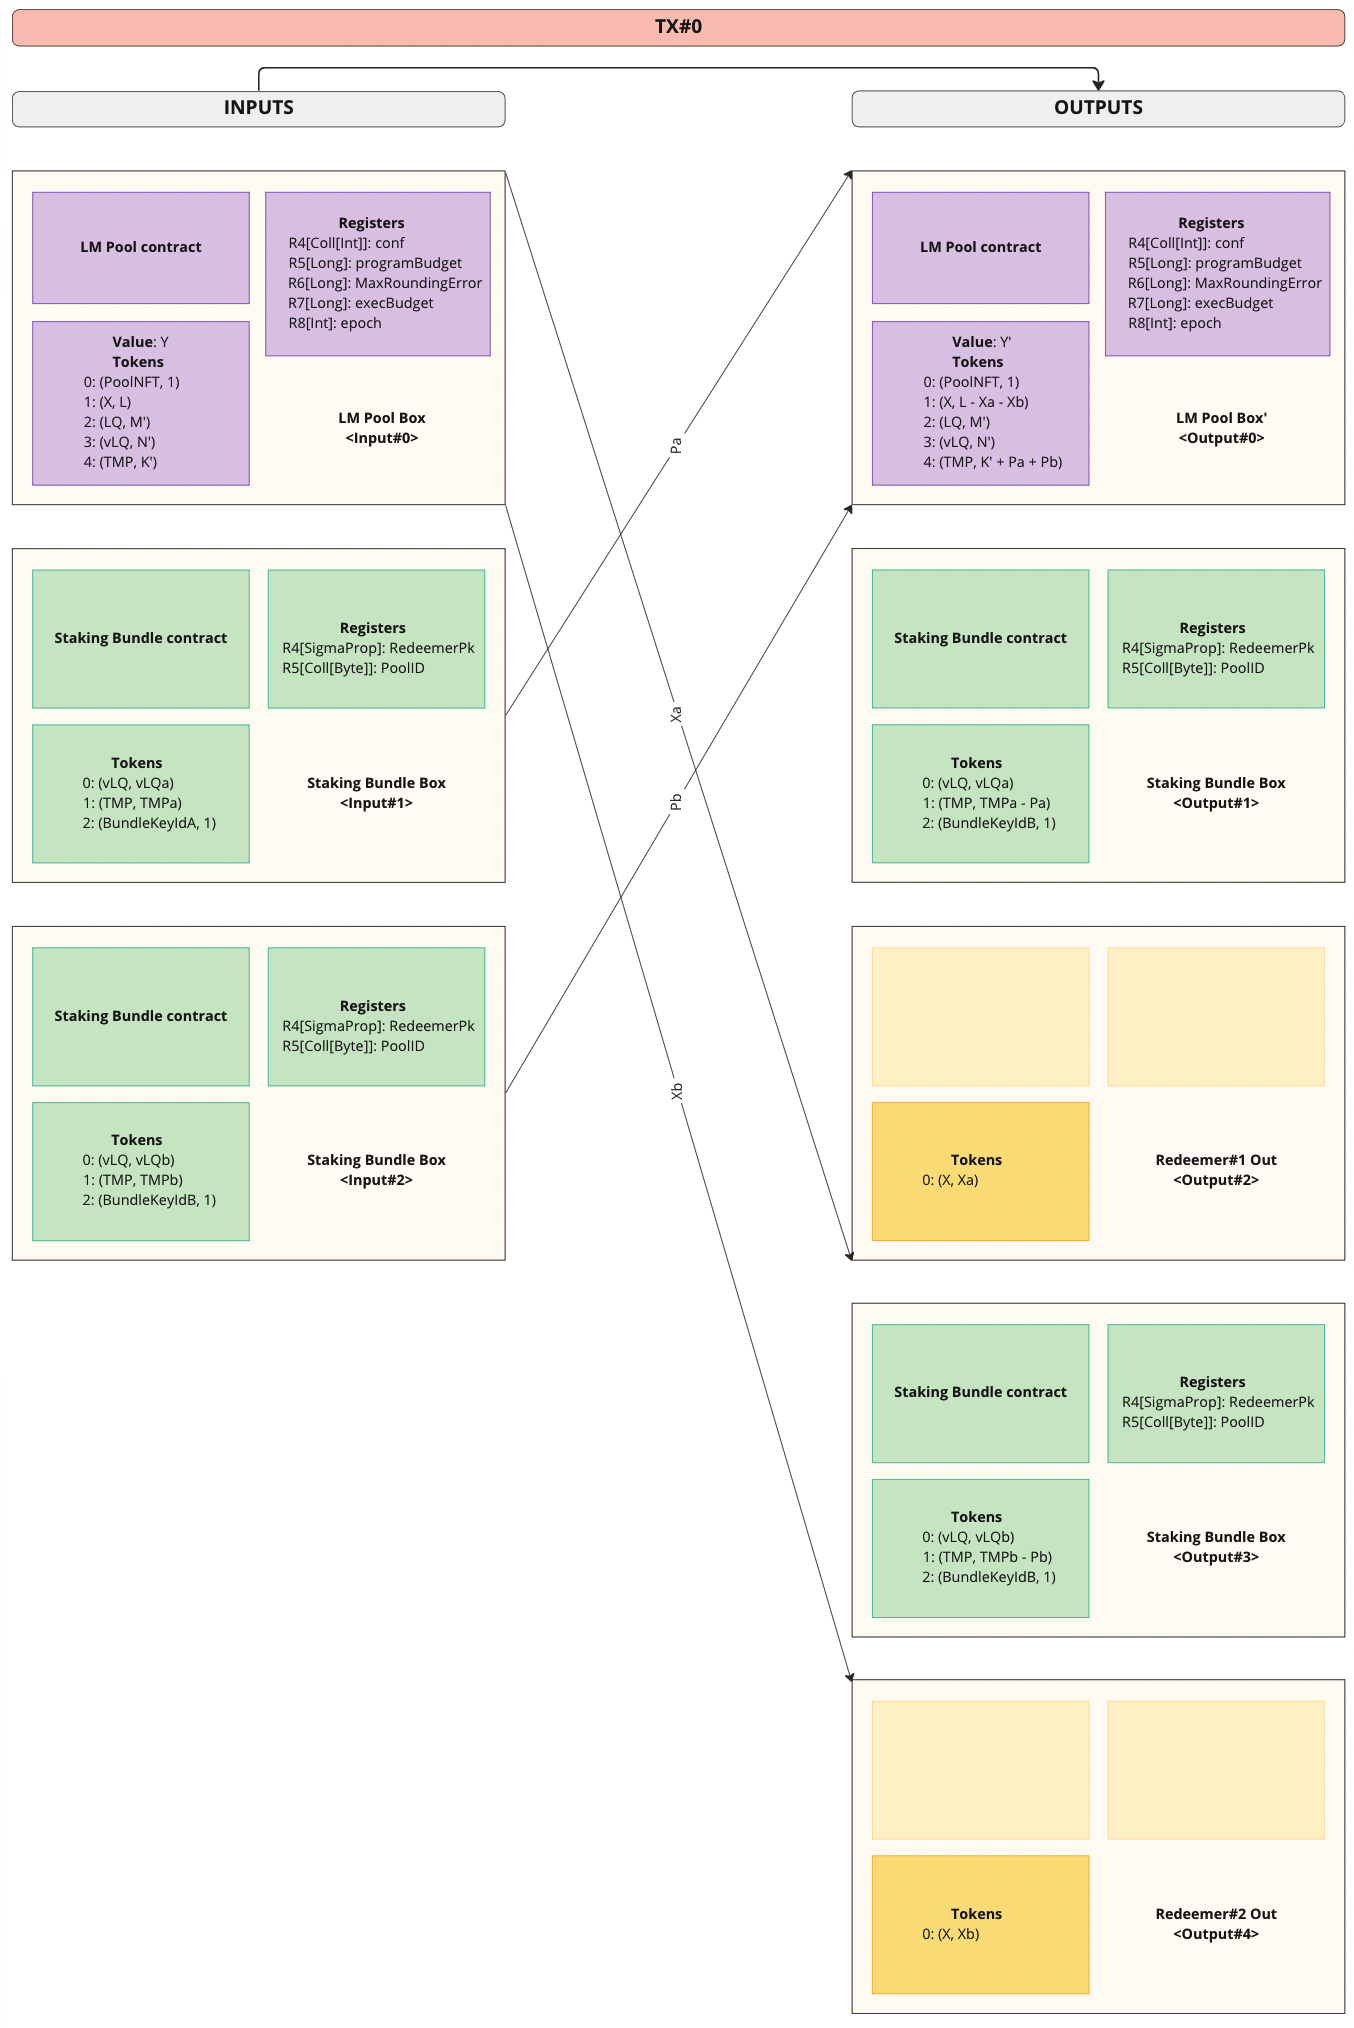 TX#0
INPUTS
OUTPUTS
LM Pool contract
Registers
R4[Coll[Int]]: conf
R5[Long]: programBudget
R6[Long]: MaxRoundingError
R7[Long]: execBudget
R8[Int]: epoch
Value: Y
Tokens
0: (PoolNFT, 1)
1: (X, L)
2: (LQ, M')
3: (vLQ, N')
4: (TMP, K')
LM Pool Box
<Input#0>
LM Pool contract
Registers
R4[Coll[Int]]: conf
R5[Long]: programBudget
R6[Long]: MaxRoundingError
R7[Long]: execBudget
R8[Int]: epoch
Value: Y'
Tokens
0: (PoolNFT, 1)
1: (X, L - Xa - Xb)
2: (LQ, M')
3: (vLQ, N')
4: (TMP, K' + Pa + Pb)
LM Pool Box'
<Output#0>
Pa
Xa
Pb
Xb
Staking Bundle contract
Registers
R4[SigmaProp]: RedeemerPk
R5[Coll[Byte]]: PoolID
Tokens
0: (vLQ, vLQa)
1: (TMP, TMPa)
2: (BundleKeyIdA, 1)
Staking Bundle Box
<Input#1>
Staking Bundle contract
Registers
R4[SigmaProp]: RedeemerPk
R5[Coll[Byte]]: PoolID
Tokens
0: (vLQ, vLQa)
1: (TMP, TMPa - Pa)
2: (BundleKeyIdB, 1)
Staking Bundle Box
<Output#1>
Staking Bundle contract
Registers
R4[SigmaProp]: RedeemerPk
R5[Coll[Byte]]: PoolID
Tokens
0: (vLQ, vLQb)
1: (TMP, TMPb)
2: (BundleKeyIdB, 1)
Staking Bundle Box
<Input#2>
Tokens
0: (X, Xa)
Redeemer#1 Out
<Output#2>
Staking Bundle contract
Registers
R4[SigmaProp]: RedeemerPk
R5[Coll[Byte]]: PoolID
Tokens
0: (vLQ, vLQb)
1: (TMP, TMPb - Pb)
2: (BundleKeyIdB, 1)
Staking Bundle Box
<Output#3>
Tokens
0: (X, Xb)
Redeemer#2 Out
<Output#4>